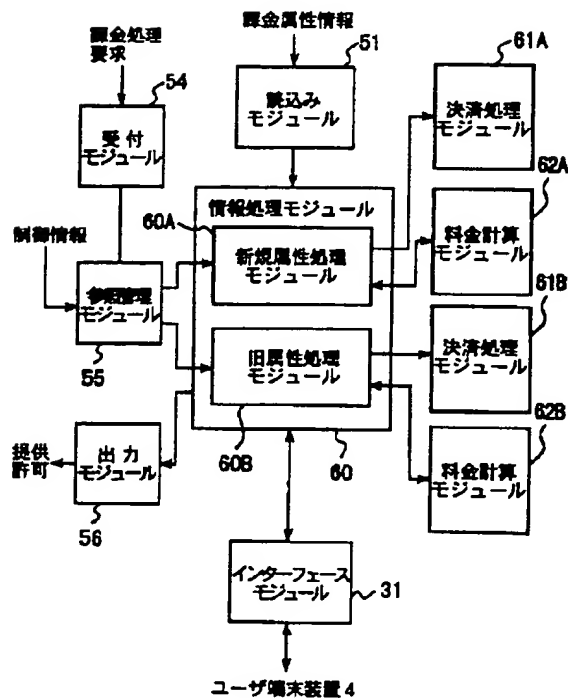 課金処理
要求
課金属性情報
54
51
61A
受付
モジュール
読込み
モジュール
決済処理
モジュール
情報処理モジュール
60A
62A
制御情報
新規属性処理
モジュール
料金計算
モジュール
モジュール
55
61B
旧属性処理
モジュール
決済処理
モジュール
提供
許可
出力
モジュール
56
60B
60
62B
料金計算
モジュール
インターフェース
モジュール
31
ユーザ端末装置4